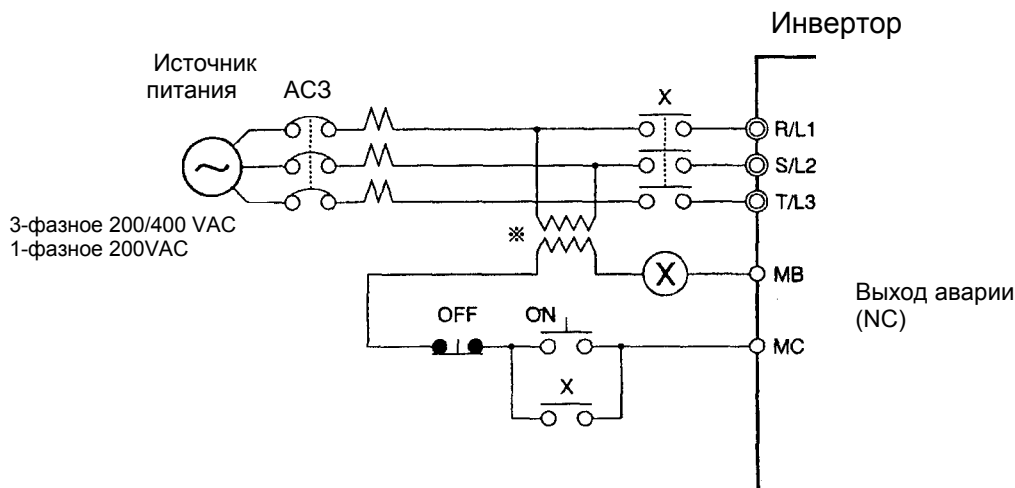 Инвертор
Источник
питания
АСЗ
X
R/L1
S/L2
T/L3
3-фазное 200/400 VAC
1-фазное 200VAC
※
X
MB
Выход аварии
(NC)
OFF
ON
MC
X